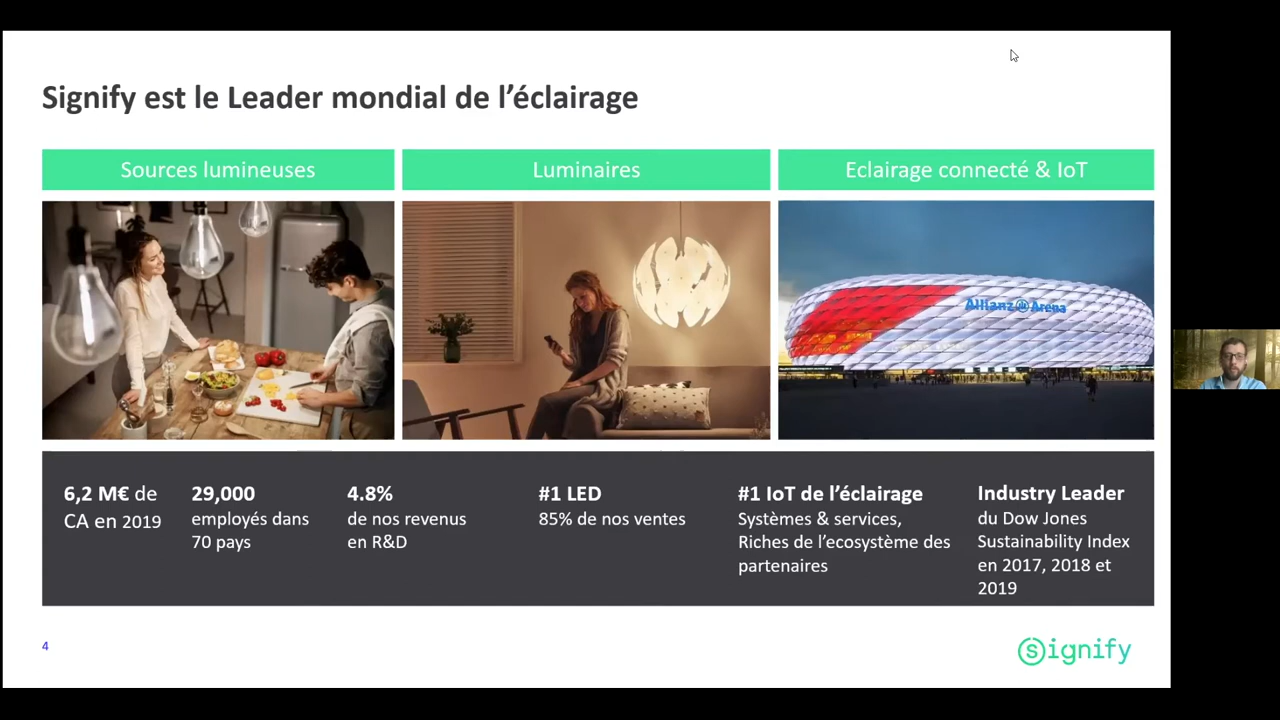 Signify est le Leader mondial de l'éclairage
Sources lumineuses
Luminaires
Eclairage connecté & IoT
Allianz Arena
6,2 M€ de
CA en 2019
29,000
employés dans
70 pays
4.8%
de nos revenus
en R&D
#1 LED
85% de nos ventes
#1 IoT de l'éclairage
Systèmes & services,
Riches de l'ecosystème des
partenaires
Industry Leader
du Dow Jones
Sustainability Index
en 2017, 2018 et
2019
4
signify